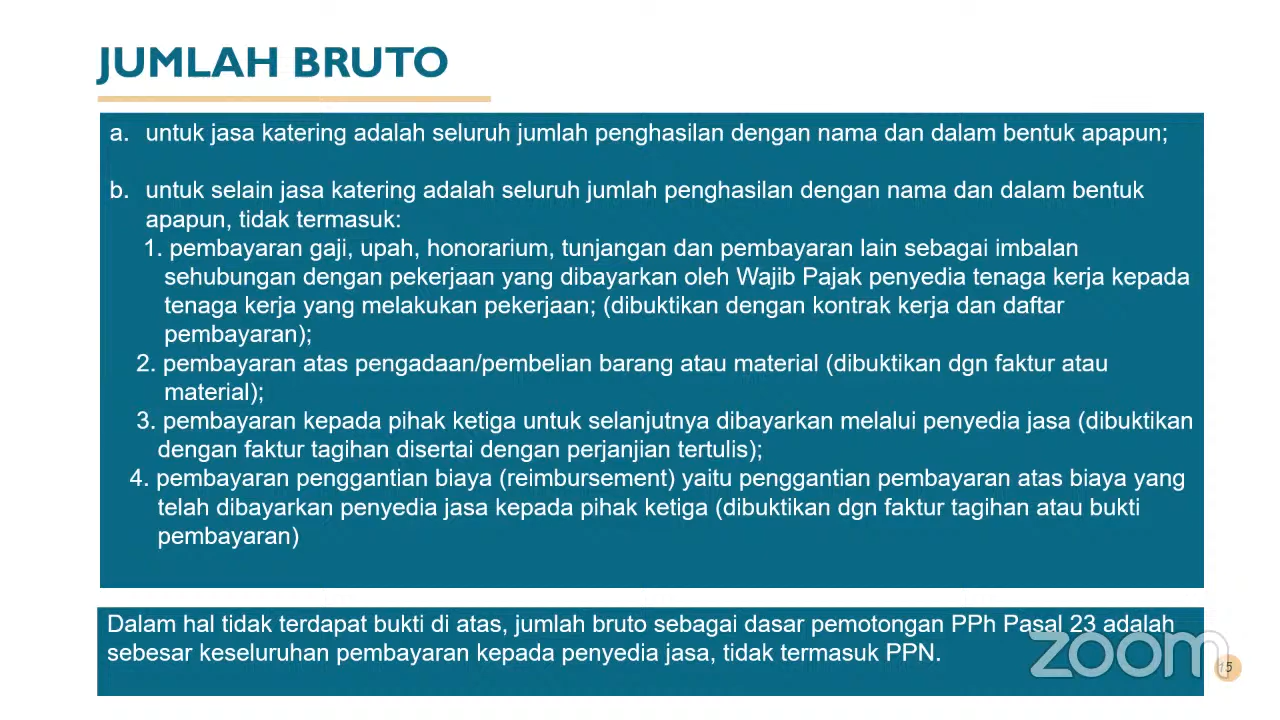 JUMLAH BRUTO
a. untuk jasa katering adalah seluruh jumlah penghasilan dengan nama dan dalam bentuk apapun;
b. untuk selain jasa katering adalah seluruh jumlah penghasilan dengan nama dan dalam bentuk
apapun, tidak termasuk:
1. pembayaran gaji, upah, honorarium, tunjangan dan pembayaran lain sebagai imbalan
sehubungan dengan pekerjaan yang dibayarkan oleh Wajib Pajak penyedia tenaga kerja kepada
tenaga kerja yang melakukan pekerjaan; (dibuktikan dengan kontrak kerja dan daftar
pembayaran);
2. pembayaran atas pengadaan/pembelian barang atau material (dibuktikan dgn faktur atau
material);
3. pembayaran kepada pihak ketiga untuk selanjutnya dibayarkan melalui penyedia jasa (dibuktikan
dengan faktur tagihan disertai dengan perjanjian tertulis);
4. pembayaran penggantian biaya (reimbursement) yaitu penggantian pembayaran atas biaya yang
telah dibayarkan penyedia jasa kepada pihak ketiga (dibuktikan dgn faktur tagihan atau bukti
pembayaran)
Dalam hal tidak terdapat bukti di atas, jumlah bruto sebagai dasar pemotongan PPh Pasal 23 adalah
sebesar keseluruhan pembayaran kepada penyedia jasa, tidak termasuk PPN.
zoom
15